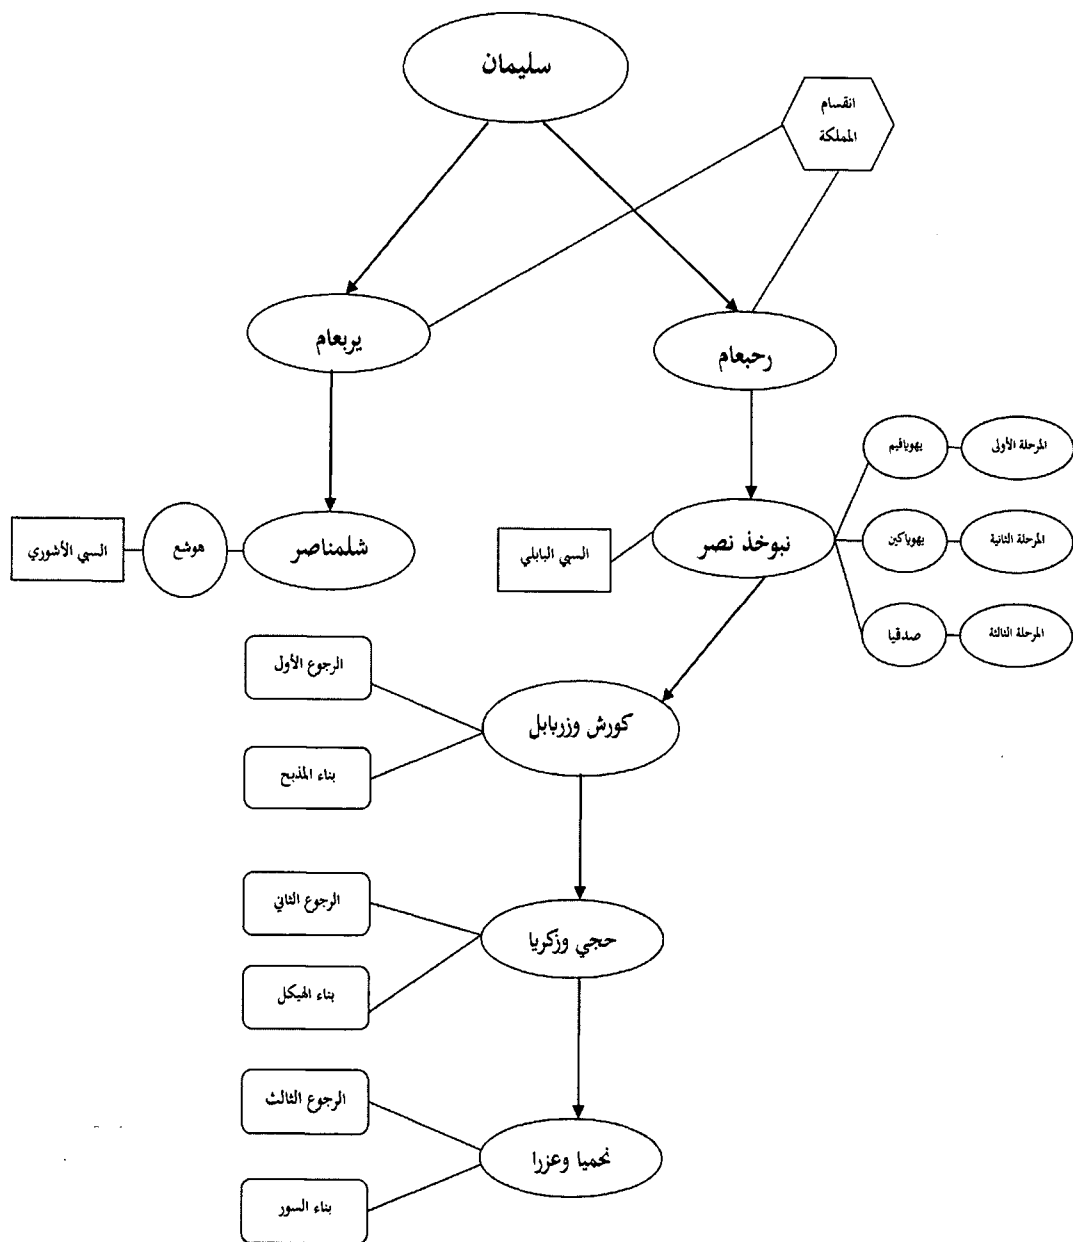 سليمان
انقسام
المملكة
يربعام
رحبعام
يهوياقيم
المرحلة الأولى
شلمناصر
هوشع
السبي الأشوري
نبوخذ نصر
السبي البابلي
يهوياكين
المرحلة الثانية
صدقيا
المرحلة الثالثة
كورش وزربابل
الرجوع الأول
بناء المذبح
حجي وزكريا
الرجوع الثاني
بناء الهيكل
نحميا وعزرا
الرجوع الثالث
بناء السور